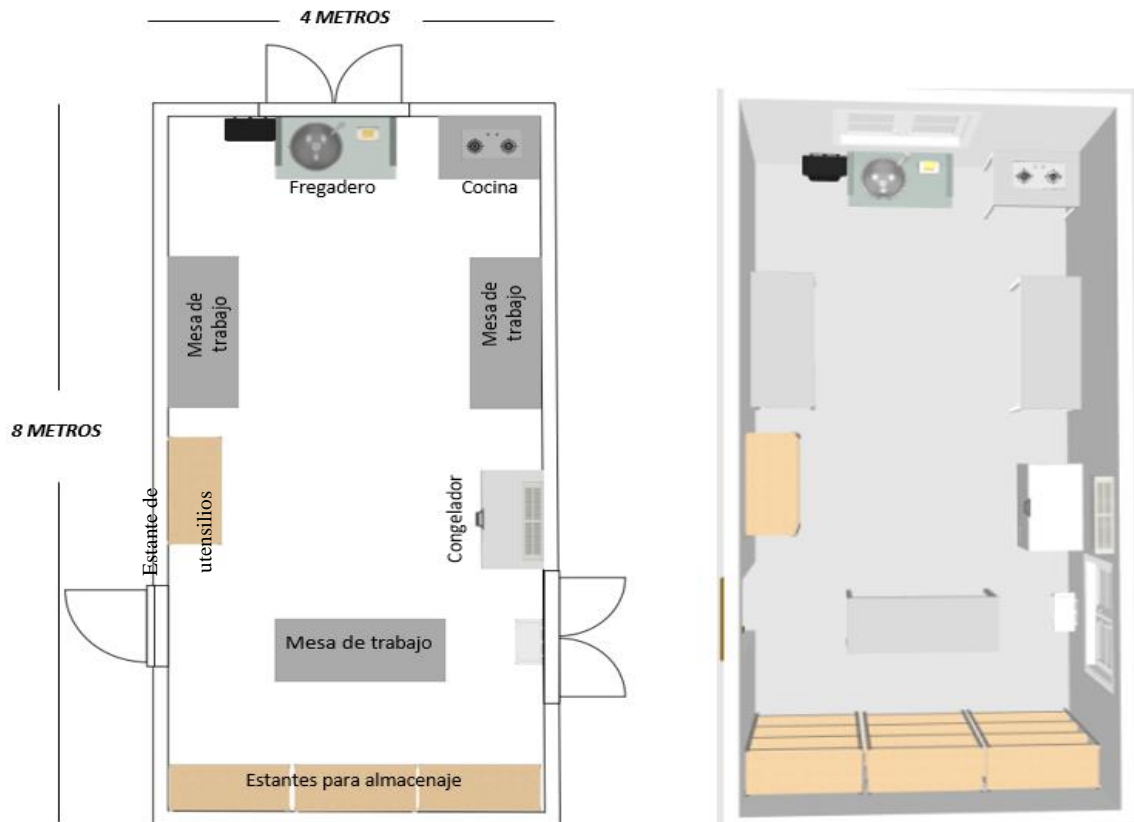 4 METROS
Fregadero
Cocina
Mesa de
trabajo
Mesa de
trabajo
8 METROS
Estante de
utensilios
Congelador
Mesa de trabajo
Estantes para almacenaje